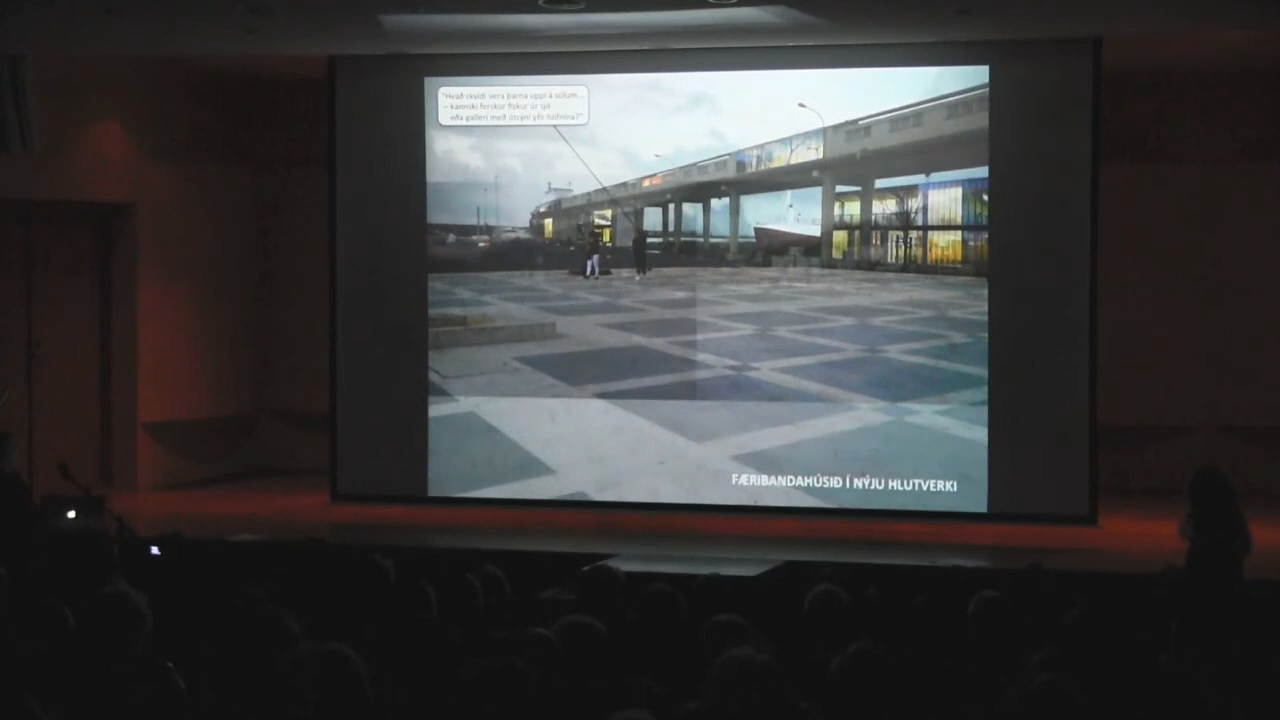 "Hvað skyldi vera þarna uppi á súlum...
– kannski ferskur fiskur úr sjó
eða gallerí með útsýni yfir höfnina?"
FÆRIBANDAHÚSIÐ Í NÝJU HLUTVERKI